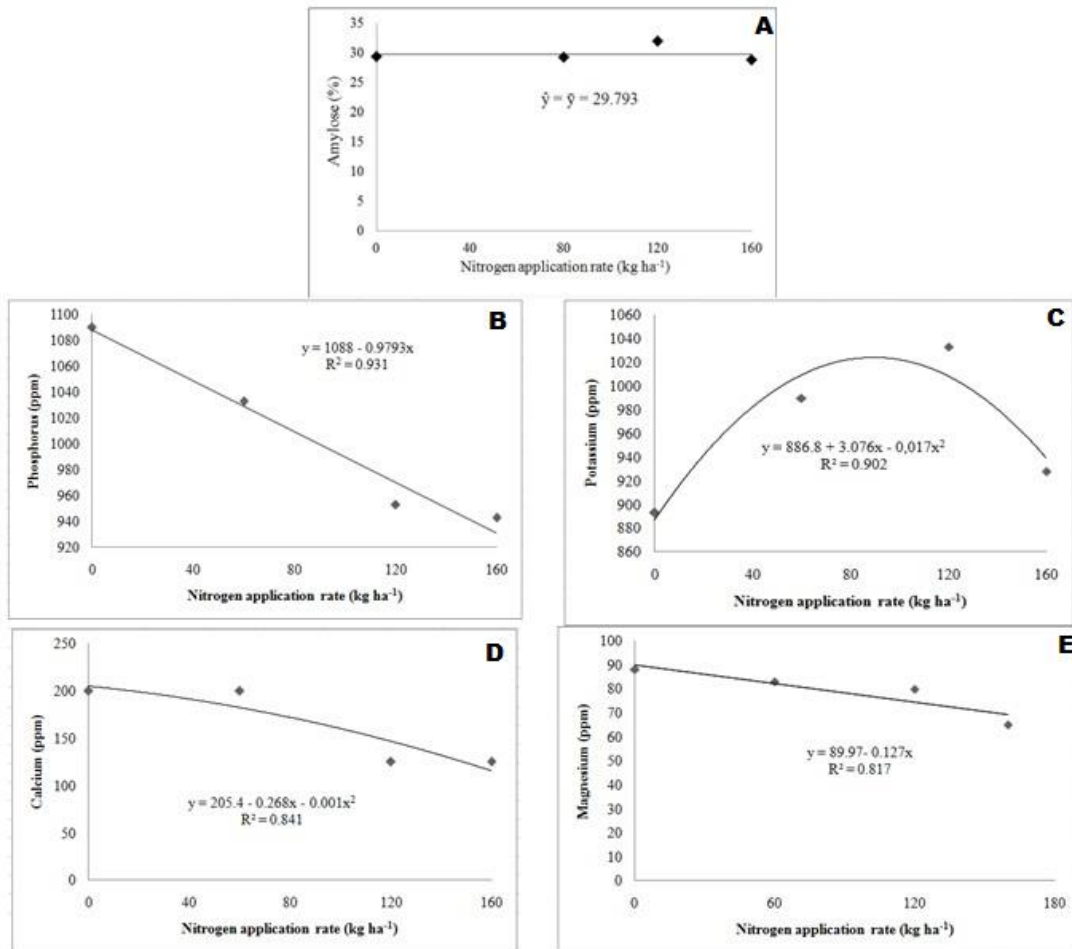 A
35
30
25
20
15
10
5
0
Amylose (%)
ŷ = ȳ = 29.793
0 80 120 160
Nitrogen application rate (kg ha⁻¹)
B
1100
1080
1060
1040
1020
1000
980
960
940
920
Phosphorus (ppm)
y = 1088 - 0.9793x
R² = 0.931
0 40 80 120 160
Nitrogen application rate (kg ha⁻¹)
C
1060
1040
1020
1000
980
960
940
920
900
880
860
Potassium (ppm)
y = 886.8 + 3.076x - 0,017x²
R² = 0.902
0 40 80 120 160
Nitrogen application rate (kg ha⁻¹)
D
250
200
150
100
50
0
Calcium (ppm)
y = 205.4 - 0.268x - 0.001x²
R² = 0.841
0 40 80 120 160
Nitrogen application rate (kg ha⁻¹)
E
100
90
80
70
60
50
40
30
20
10
0
Magnesium (ppm)
y = 89.97- 0.127x
R² = 0.817
0 60 120 180
Nitrogen application rate (kg ha⁻¹)